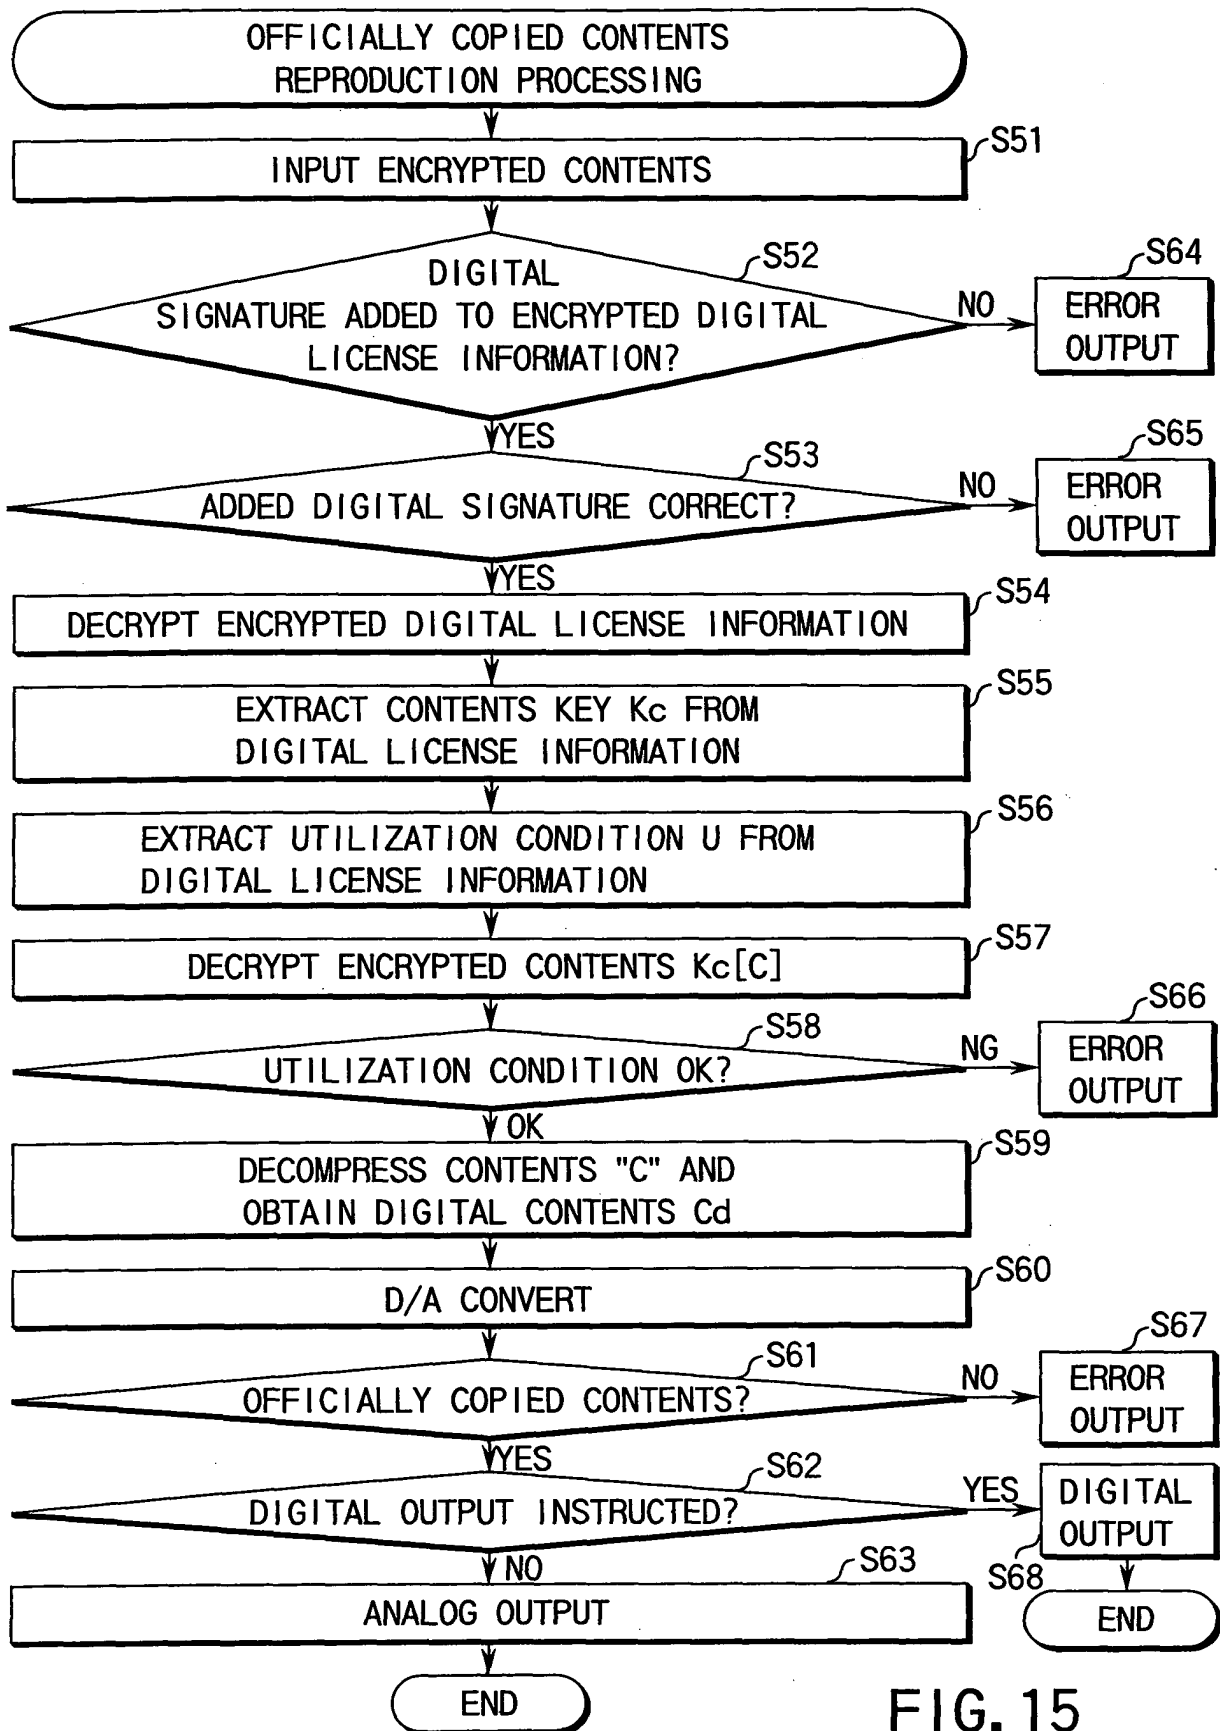 OFFICIALLY COPIED CONTENTS
REPRODUCTION PROCESSING
S51
INPUT ENCRYPTED CONTENTS
S52
DIGITAL
SIGNATURE ADDED TO ENCRYPTED DIGITAL
LICENSE INFORMATION?
NO
S64
ERROR
OUTPUT
YES
S53
ADDED DIGITAL SIGNATURE CORRECT?
NO
S65
ERROR
OUTPUT
YES
S54
DECRYPT ENCRYPTED DIGITAL LICENSE INFORMATION
S55
EXTRACT CONTENTS KEY Kc FROM
DIGITAL LICENSE INFORMATION
S56
EXTRACT UTILIZATION CONDITION U FROM
DIGITAL LICENSE INFORMATION
S57
DECRYPT ENCRYPTED CONTENTS Kc[C]
S58
UTILIZATION CONDITION OK?
NG
S66
ERROR
OUTPUT
OK
S59
DECOMPRESS CONTENTS "C" AND
OBTAIN DIGITAL CONTENTS Cd
S60
D/A CONVERT
S61
OFFICIALLY COPIED CONTENTS?
NO
S67
ERROR
OUTPUT
YES
S62
DIGITAL OUTPUT INSTRUCTED?
YES
DIGITAL
OUTPUT
S68
END
NO
S63
ANALOG OUTPUT
END
FIG. 15